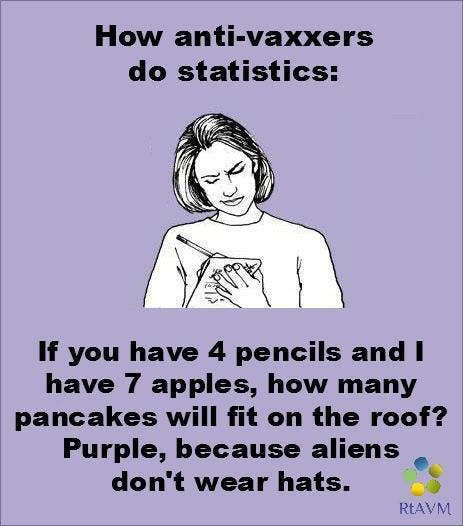 How anti-vaxxers
do statistics:
If you have 4 pencils and I
have 7 apples, how many
pancakes will fit on the roof?
Purple, because aliens
don't wear hats.
RtAVM